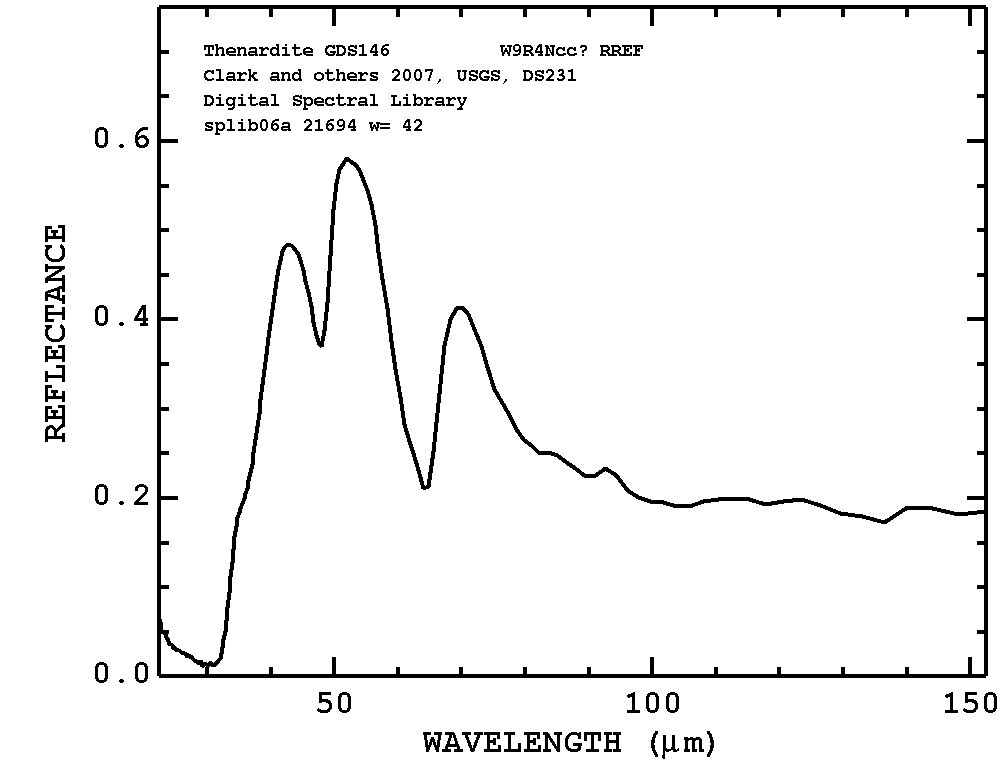 Thenardite GDS146 W9R4Ncc? RREF
Clark and others 2007, USGS, DS231
Digital Spectral Library
splib06a 21694 w= 42
0.6
0.4
0.2
0.0
REFLECTANCE
50 100 150
WAVELENGTH (μm)